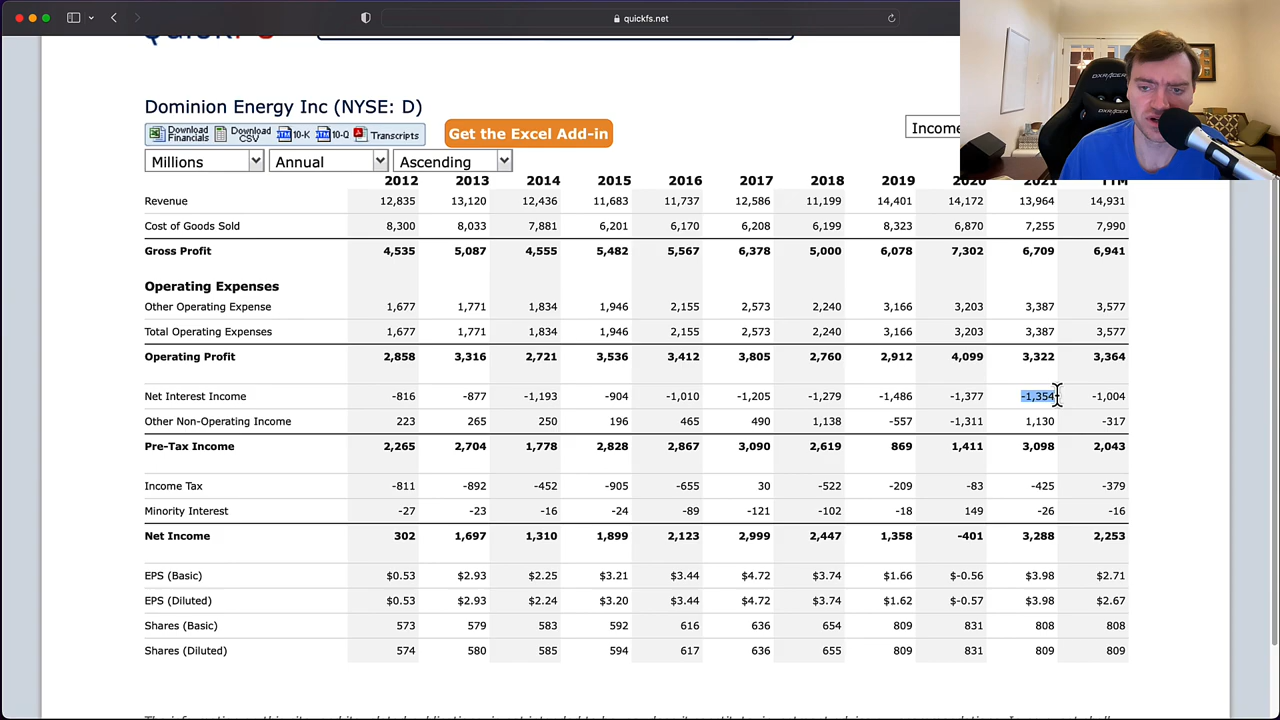 quickfs.net
Dominion Energy Inc (NYSE: D)
Download Financials Download CSV 10-K 10-Q Transcripts
Get the Excel Add-in
Income
Millions Annual Ascending
2012 2013 2014 2015 2016 2017 2018 2019 2020 2021 TTM
Revenue 12,835 13,120 12,436 11,683 11,737 12,586 11,199 14,401 14,172 13,964 14,931
Cost of Goods Sold 8,300 8,033 7,881 6,201 6,170 6,208 6,199 8,323 6,870 7,255 7,990
Gross Profit 4,535 5,087 4,555 5,482 5,567 6,378 5,000 6,078 7,302 6,709 6,941
Operating Expenses
Other Operating Expense 1,677 1,771 1,834 1,946 2,155 2,573 2,240 3,166 3,203 3,387 3,577
Total Operating Expenses 1,677 1,771 1,834 1,946 2,155 2,573 2,240 3,166 3,203 3,387 3,577
Operating Profit 2,858 3,316 2,721 3,536 3,412 3,805 2,760 2,912 4,099 3,322 3,364
Net Interest Income -816 -877 -1,193 -904 -1,010 -1,205 -1,279 -1,486 -1,377 -1,354 -1,004
Other Non-Operating Income 223 265 250 196 465 490 1,138 -557 -1,311 1,130 -317
Pre-Tax Income 2,265 2,704 1,778 2,828 2,867 3,090 2,619 869 1,411 3,098 2,043
Income Tax -811 -892 -452 -905 -655 30 -522 -209 -83 -425 -379
Minority Interest -27 -23 -16 -24 -89 -121 -102 -18 149 -26 -16
Net Income 302 1,697 1,310 1,899 2,123 2,999 2,447 1,358 -401 3,288 2,253
EPS (Basic) $0.53 $2.93 $2.25 $3.21 $3.44 $4.72 $3.74 $1.66 $-0.56 $3.98 $2.71
EPS (Diluted) $0.53 $2.93 $2.24 $3.20 $3.44 $4.72 $3.74 $1.62 $-0.57 $3.98 $2.67
Shares (Basic) 573 579 583 592 616 636 654 809 831 808 808
Shares (Diluted) 574 580 585 594 617 636 655 809 831 809 809